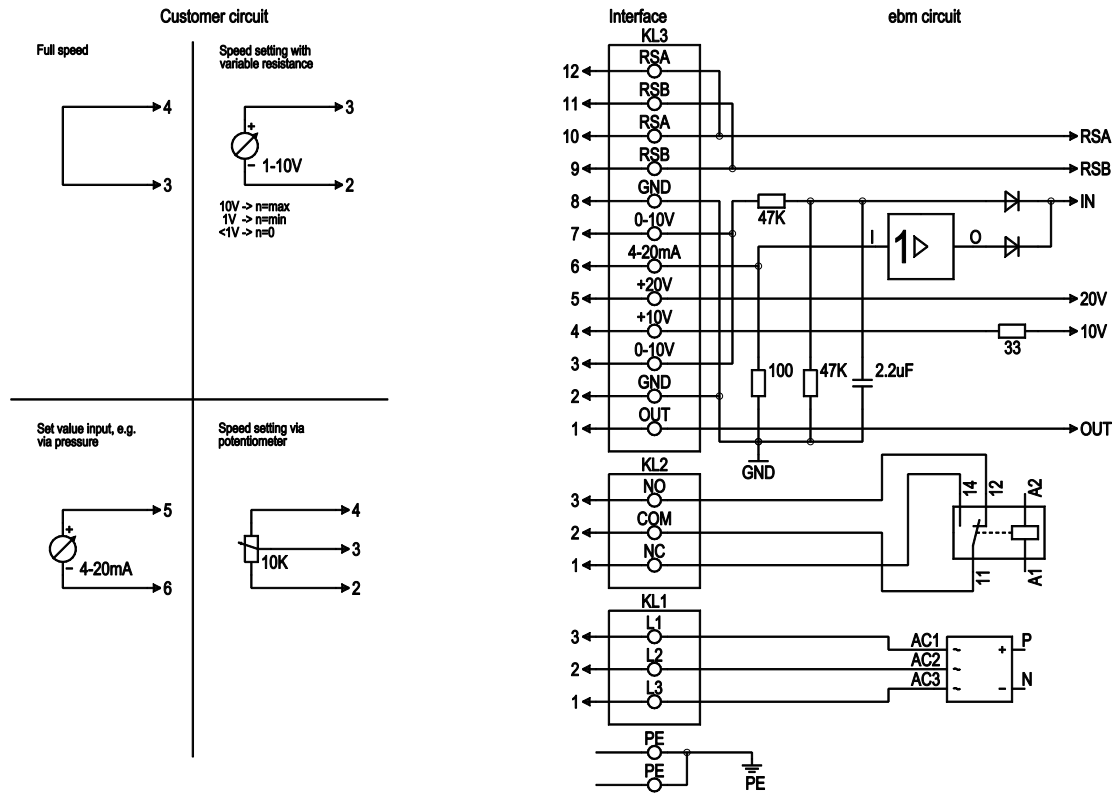 Customer circuit
Full speed
4
3
Speed setting with
variable resistance
3
+
- 1-10V
2
10V -> n=max
1V -> n=min
<1V -> n=0
Set value input, e.g.
via pressure
5
+
- 4-20mA
6
Speed setting via
potentiometer
4
3
10K
2
Interface
ebm circuit
KL3
12 RSA
11 RSB
10 RSA RSA
9 RSB RSB
8 GND IN
47K
7 0-10V
I 1 O
6 4-20mA
5 +20V 20V
4 +10V 10V
33
3 0-10V
100 47K 2.2uF
2 GND
1 OUT OUT
GND
KL2
3 NO
2 COM
1 NC
14 12 A2
11 A1
KL1
3 L1
2 L2
1 L3
AC1 ~ + P
AC2 ~
AC3 ~ - N
PE
PE
PE